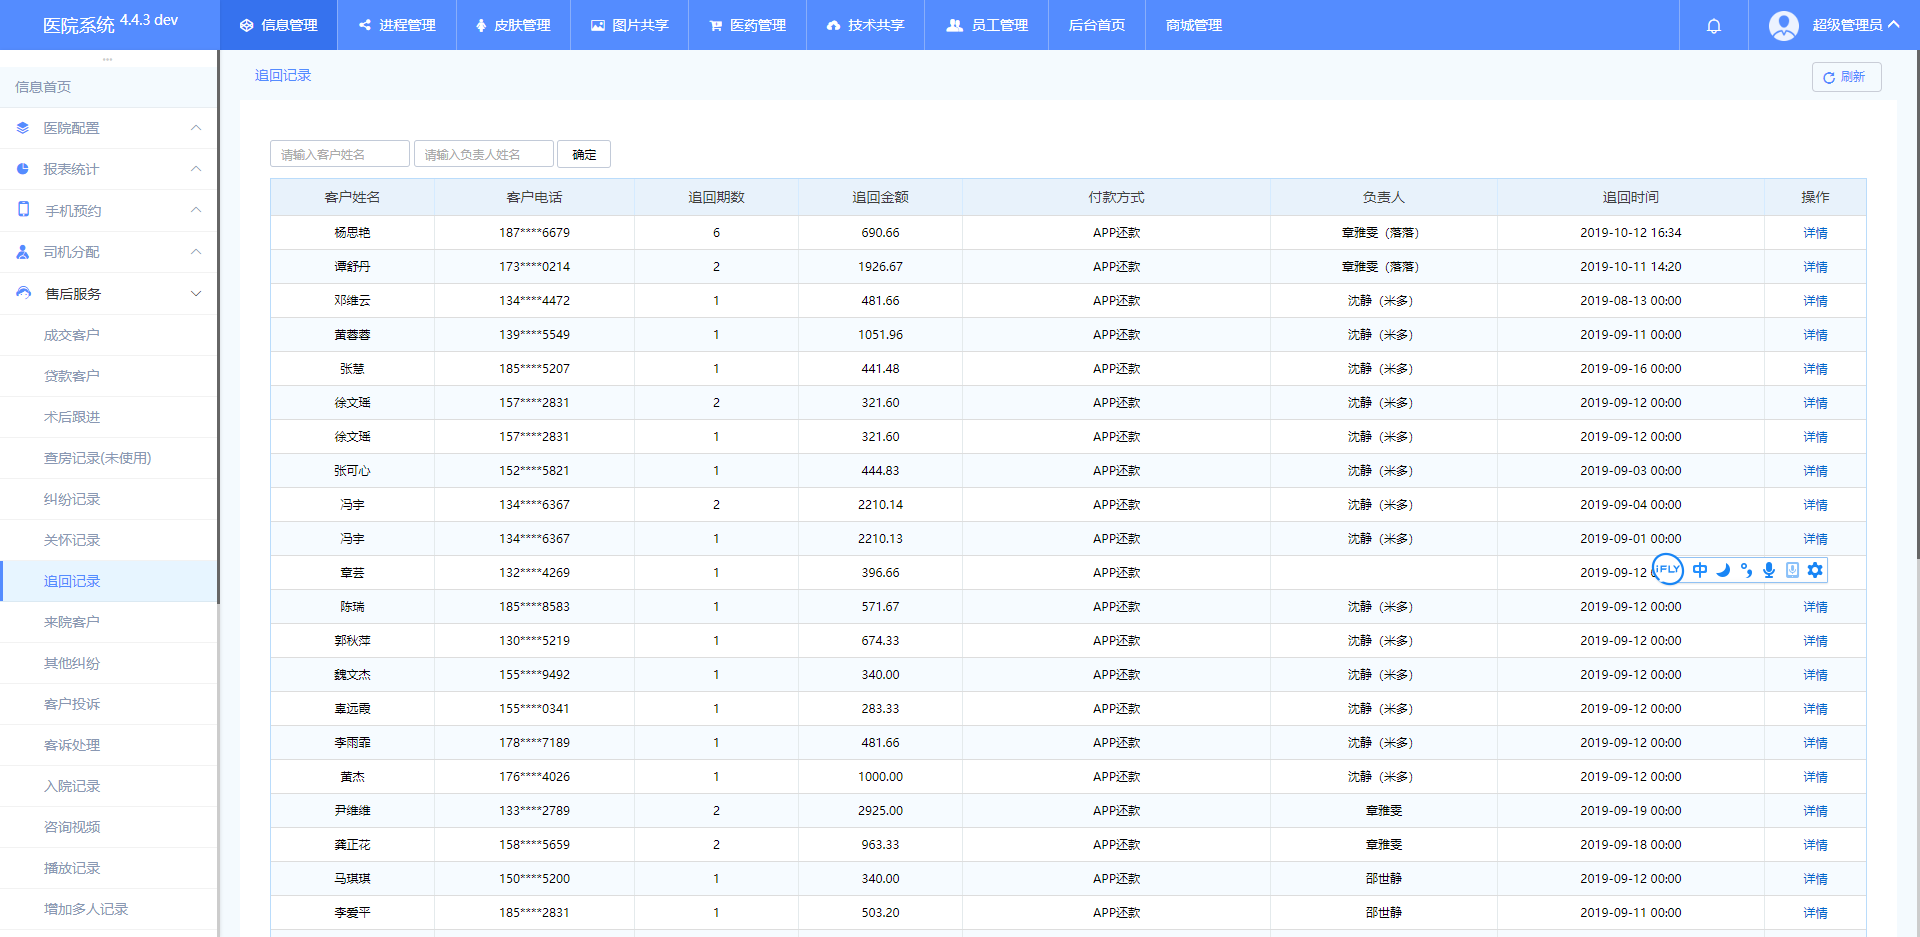 医院系统 4.4.3 dev
信息管理 进程管理 皮肤管理 图片共享 医药管理 技术共享 员工管理 后台首页 商城管理 超级管理员
信息首页
医院配置
报表统计
手机预约
司机分配
售后服务
成交客户
贷款客户
术后跟进
查房记录(未使用)
纠纷记录
关怀记录
追回记录
来院客户
其他纠纷
客户投诉
客诉处理
入院记录
咨询视频
播放记录
增加多人记录
追回记录 刷新
请输入客户姓名 请输入负责人姓名 确定
客户姓名 客户电话 追回期数 追回金额 付款方式 负责人 追回时间 操作
杨思艳 187****6679 6 690.66 APP还款 章雅雯（落落） 2019-10-12 16:34 详情
谭舒丹 173****0214 2 1926.67 APP还款 章雅雯（落落） 2019-10-11 14:20 详情
邓维云 134****4472 1 481.66 APP还款 沈静（米多） 2019-08-13 00:00 详情
黄蓉蓉 139****5549 1 1051.96 APP还款 沈静（米多） 2019-09-11 00:00 详情
张慧 185****5207 1 441.48 APP还款 沈静（米多） 2019-09-16 00:00 详情
徐文瑶 157****2831 2 321.60 APP还款 沈静（米多） 2019-09-12 00:00 详情
徐文瑶 157****2831 1 321.60 APP还款 沈静（米多） 2019-09-12 00:00 详情
张可心 152****5821 1 444.83 APP还款 沈静（米多） 2019-09-03 00:00 详情
冯宇 134****6367 2 2210.14 APP还款 沈静（米多） 2019-09-04 00:00 详情
冯宇 134****6367 1 2210.13 APP还款 沈静（米多） 2019-09-01 00:00 详情
章芸 132****4269 1 396.66 APP还款 2019-09-12 iFLY 中
陈瑞 185****8583 1 571.67 APP还款 沈静（米多） 2019-09-12 00:00 详情
郭秋萍 130****5219 1 674.33 APP还款 沈静（米多） 2019-09-12 00:00 详情
魏文杰 155****9492 1 340.00 APP还款 沈静（米多） 2019-09-12 00:00 详情
辜远霞 155****0341 1 283.33 APP还款 沈静（米多） 2019-09-12 00:00 详情
李雨霏 178****7189 1 481.66 APP还款 沈静（米多） 2019-09-12 00:00 详情
黄杰 176****4026 1 1000.00 APP还款 沈静（米多） 2019-09-12 00:00 详情
尹维维 133****2789 2 2925.00 APP还款 章雅雯 2019-09-19 00:00 详情
龚正花 158****5659 2 963.33 APP还款 章雅雯 2019-09-18 00:00 详情
马琪琪 150****5200 1 340.00 APP还款 邵世静 2019-09-12 00:00 详情
李爱平 185****2831 1 503.20 APP还款 邵世静 2019-09-11 00:00 详情